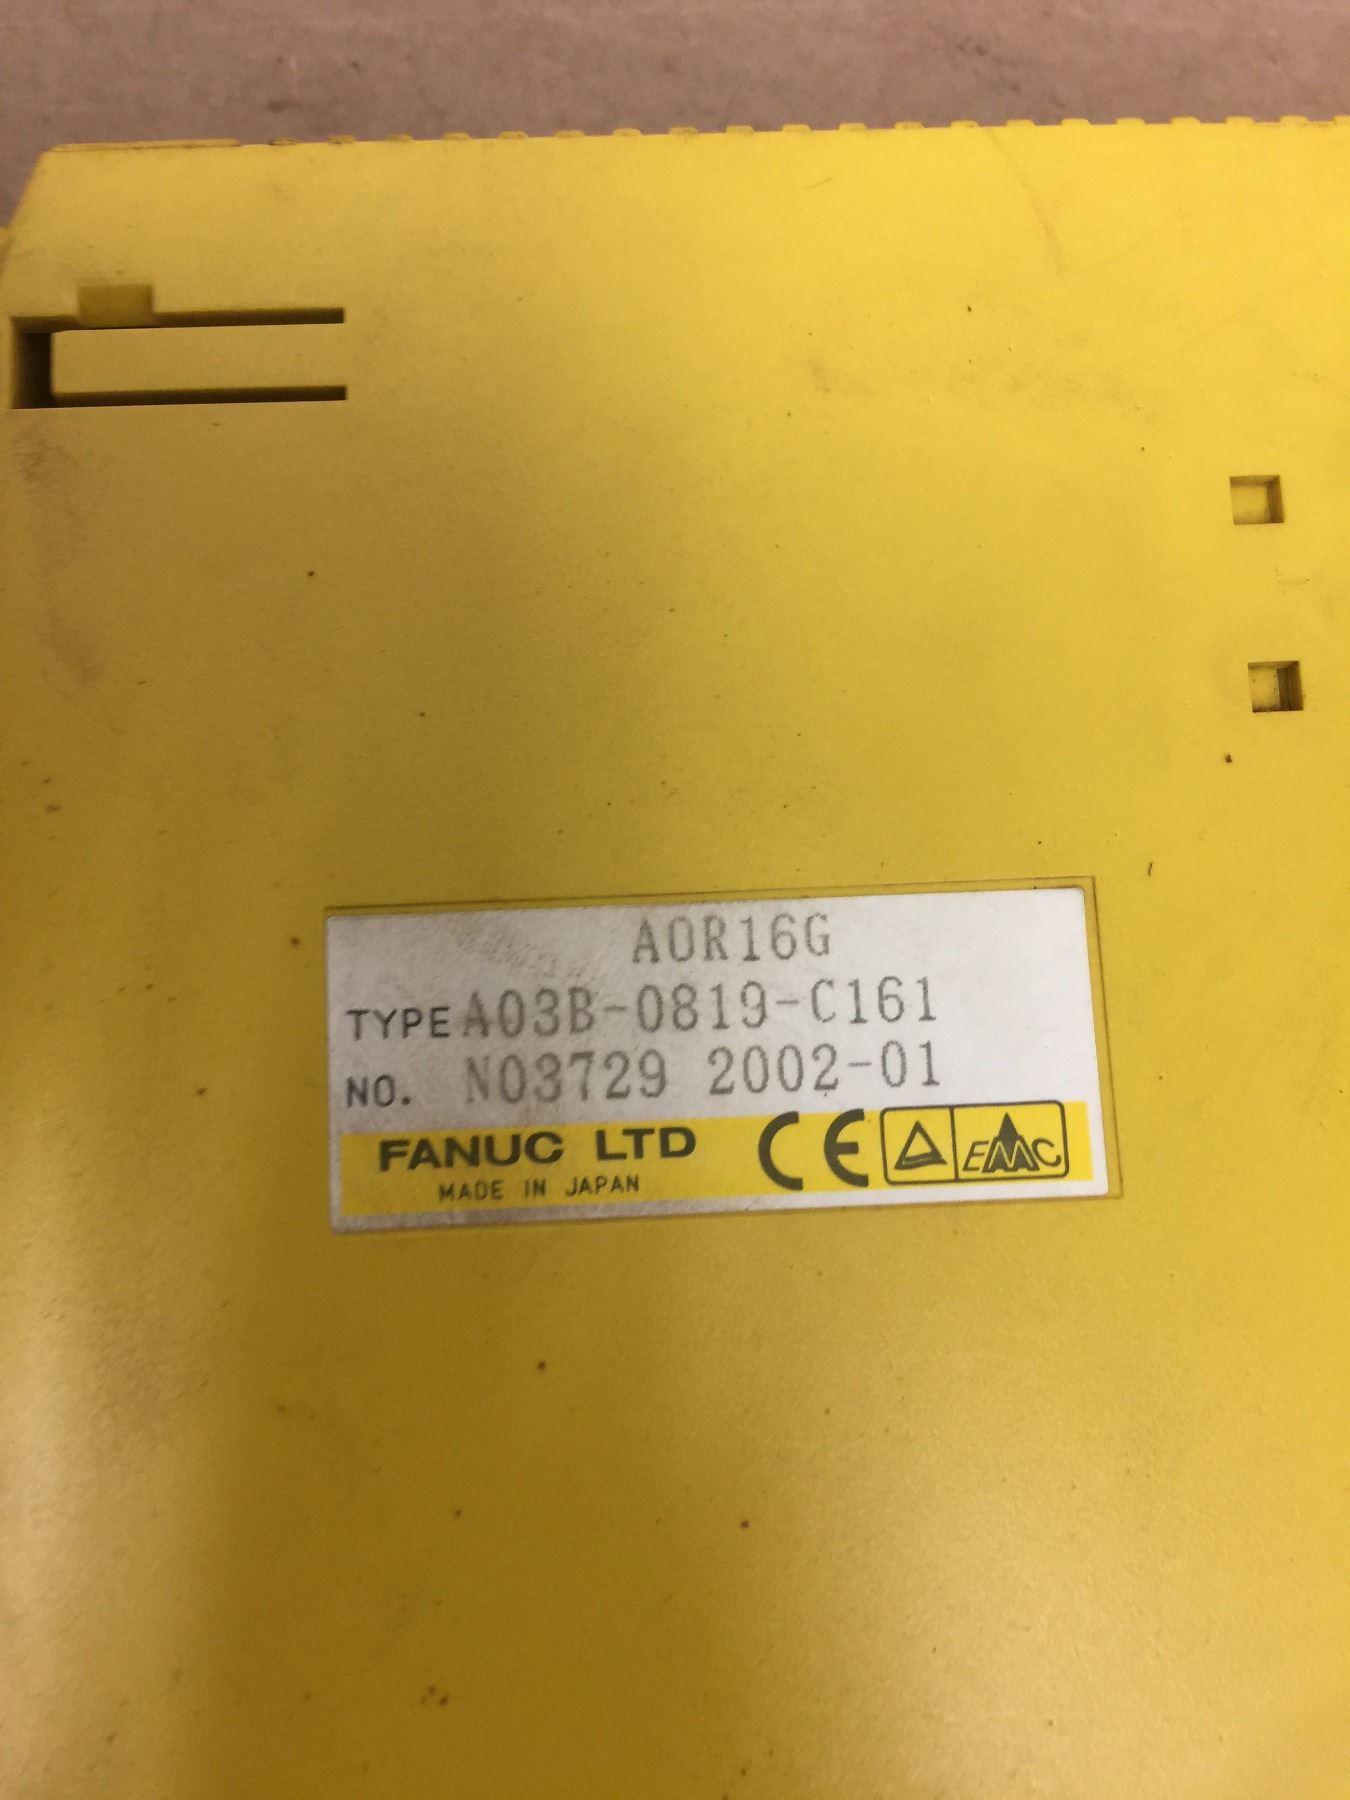 AOR16G
TYPE A03B-0819-C161
NO. N03729 2002-01
FANUC LTD
MADE IN JAPAN
CE
EMC